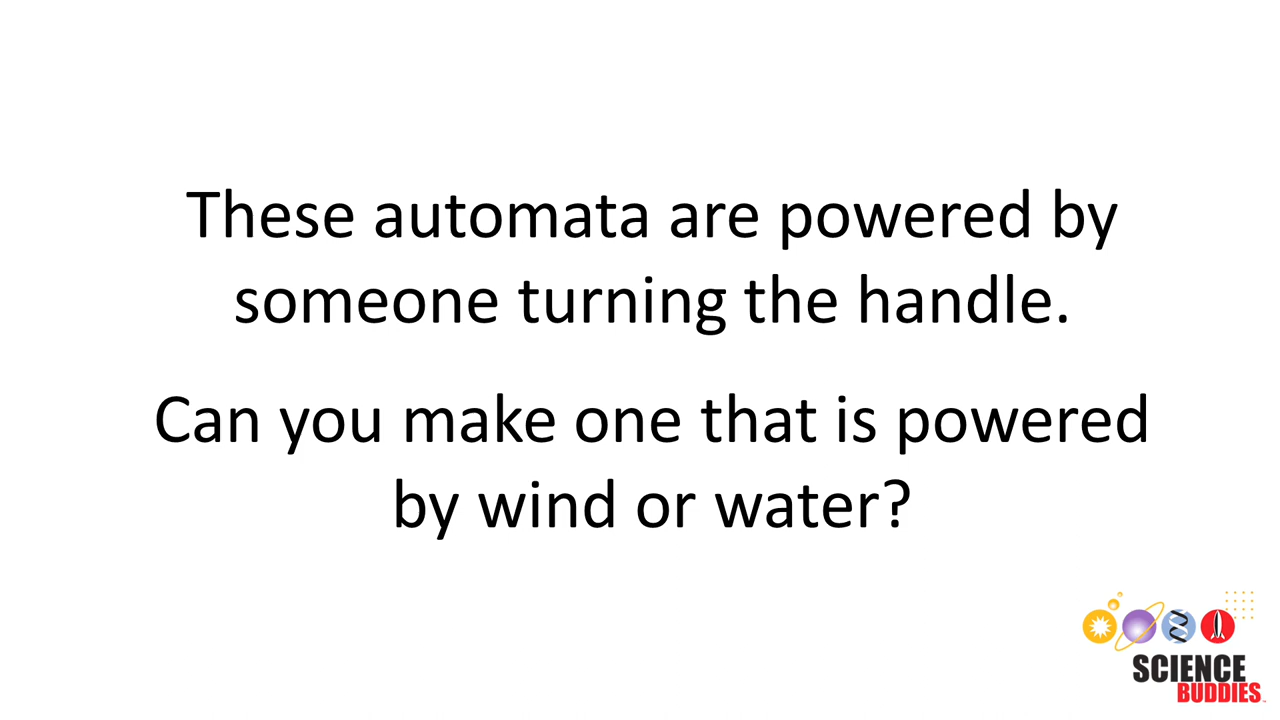 These automata are powered by
someone turning the handle.
Can you make one that is powered
by wind or water?
SCIENCE
BUDDIES